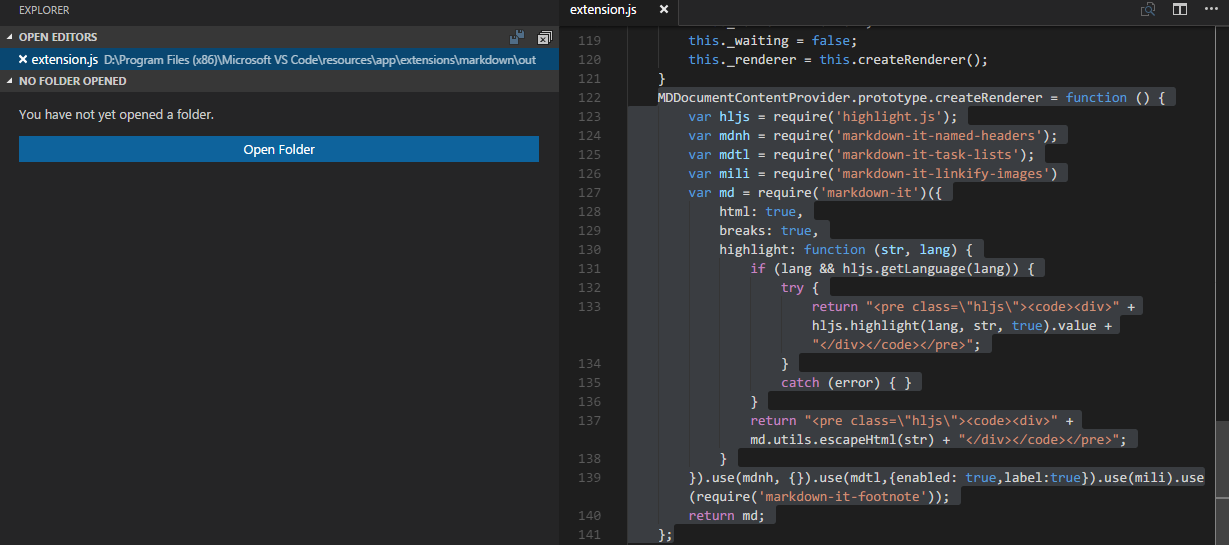 EXPLORER
OPEN EDITORS
extension.js D:\Program Files (x86)\Microsoft VS Code\resources\app\extensions\markdown\out
NO FOLDER OPENED
You have not yet opened a folder.
Open Folder
extension.js
119 this._waiting = false;
120 this._renderer = this.createRenderer();
121 }
122 MDDocumentContentProvider.prototype.createRenderer = function () {
123 var hljs = require('highlight.js');
124 var mdnh = require('markdown-it-named-headers');
125 var mdtl = require('markdown-it-task-lists');
126 var mili = require('markdown-it-linkify-images')
127 var md = require('markdown-it')({
128 html: true,
129 breaks: true,
130 highlight: function (str, lang) {
131 if (lang && hljs.getLanguage(lang)) {
132 try {
133 return "<pre class=\"hljs\"><code><div>" +
hljs.highlight(lang, str, true).value +
"</div></code></pre>";
134 }
135 catch (error) { }
136 }
137 return "<pre class=\"hljs\"><code><div>" +
md.utils.escapeHtml(str) + "</div></code></pre>";
138 }
139 }).use(mdnh, {}).use(mdtl,{enabled: true,label:true}).use(mili).use
(require('markdown-it-footnote'));
140 return md;
141 };